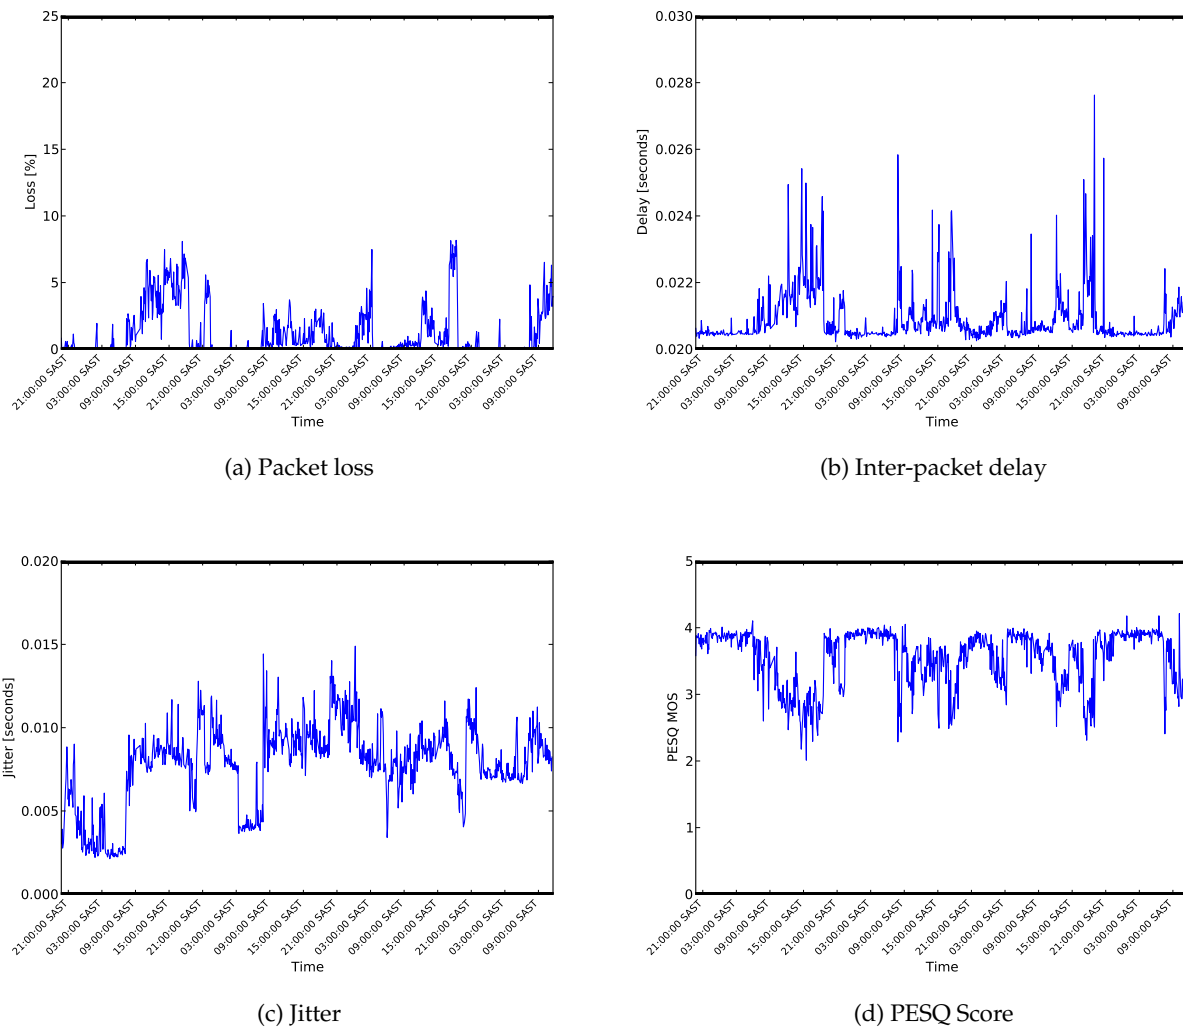 25
20
15
10
5
0
Loss [%]
21:00:00 SAST
03:00:00 SAST
09:00:00 SAST
15:00:00 SAST
21:00:00 SAST
03:00:00 SAST
09:00:00 SAST
15:00:00 SAST
21:00:00 SAST
03:00:00 SAST
09:00:00 SAST
15:00:00 SAST
21:00:00 SAST
03:00:00 SAST
09:00:00 SAST
Time
(a) Packet loss
0.030
0.028
0.026
0.024
0.022
0.020
Delay [seconds]
21:00:00 SAST
03:00:00 SAST
09:00:00 SAST
15:00:00 SAST
21:00:00 SAST
03:00:00 SAST
09:00:00 SAST
15:00:00 SAST
21:00:00 SAST
03:00:00 SAST
09:00:00 SAST
15:00:00 SAST
21:00:00 SAST
03:00:00 SAST
09:00:00 SAST
Time
(b) Inter-packet delay
0.020
0.015
0.010
0.005
0.000
Jitter [seconds]
21:00:00 SAST
03:00:00 SAST
09:00:00 SAST
15:00:00 SAST
21:00:00 SAST
03:00:00 SAST
09:00:00 SAST
15:00:00 SAST
21:00:00 SAST
03:00:00 SAST
09:00:00 SAST
15:00:00 SAST
21:00:00 SAST
03:00:00 SAST
09:00:00 SAST
Time
(c) Jitter
5
4
3
2
1
0
PESQ MOS
21:00:00 SAST
03:00:00 SAST
09:00:00 SAST
15:00:00 SAST
21:00:00 SAST
03:00:00 SAST
09:00:00 SAST
15:00:00 SAST
21:00:00 SAST
03:00:00 SAST
09:00:00 SAST
15:00:00 SAST
21:00:00 SAST
03:00:00 SAST
09:00:00 SAST
Time
(d) PESQ Score